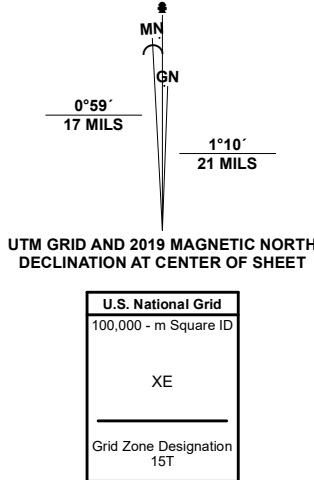 MN
GN
0°59´
17 MILS
1°10´
21 MILS
UTM GRID AND 2019 MAGNETIC NORTH
DECLINATION AT CENTER OF SHEET
U.S. National Grid
100,000 - m Square ID
XE
Grid Zone Designation
15T